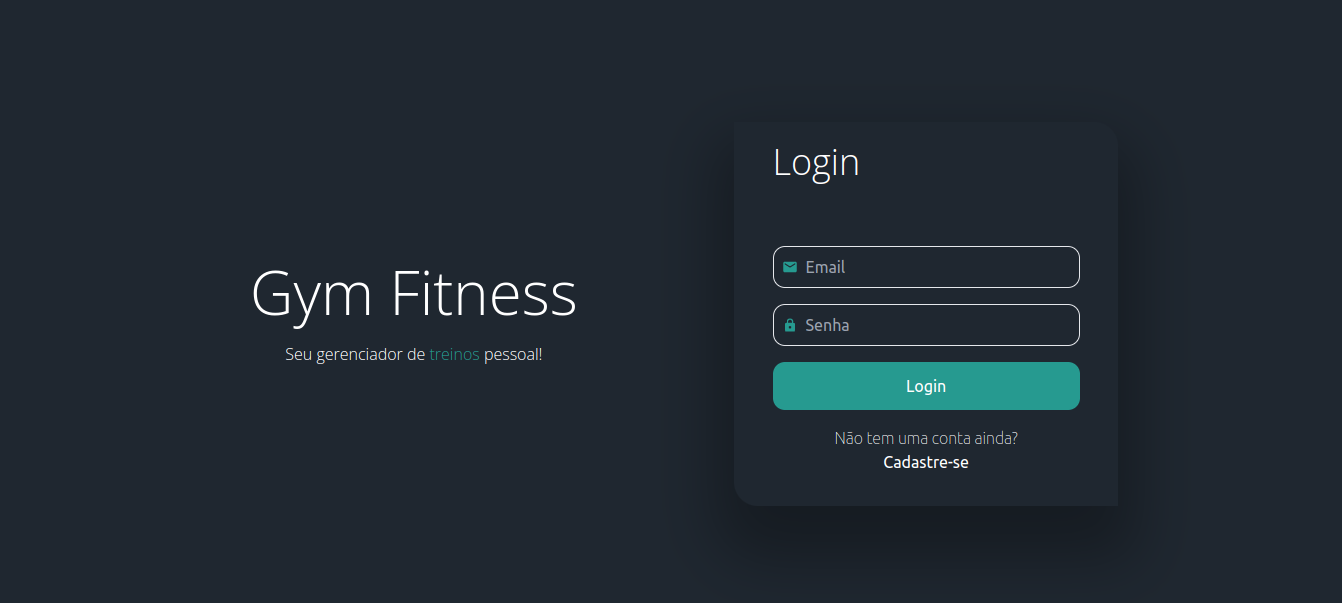 Gym Fitness
Seu gerenciador de treinos pessoal!
Login
Email
Senha
Login
Não tem uma conta ainda?
Cadastre-se